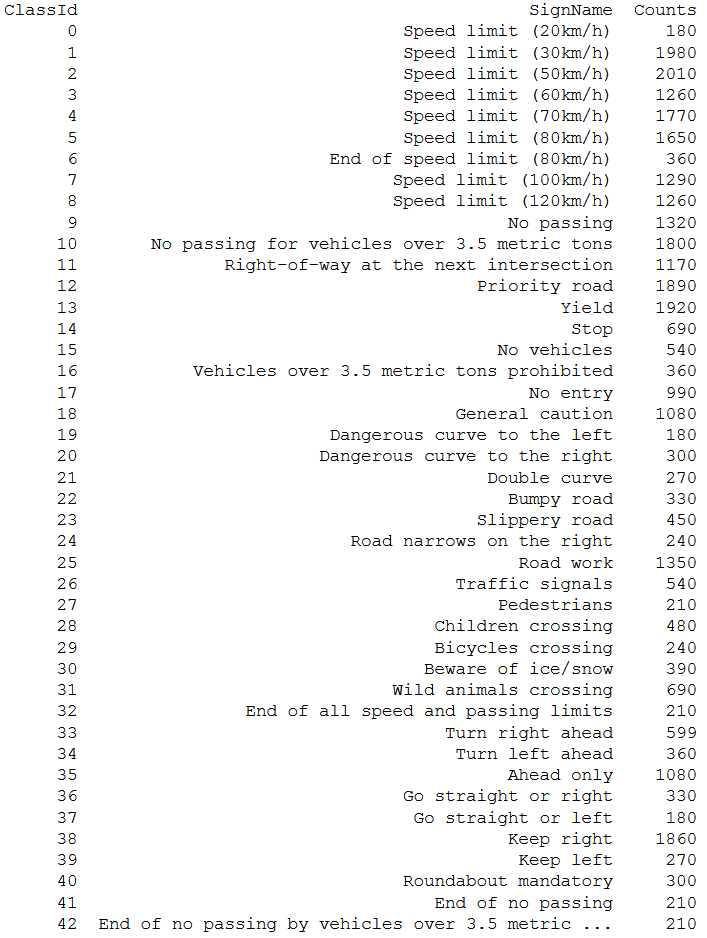 ClassId SignName Counts
0 Speed limit (20km/h) 180
1 Speed limit (30km/h) 1980
2 Speed limit (50km/h) 2010
3 Speed limit (60km/h) 1260
4 Speed limit (70km/h) 1770
5 Speed limit (80km/h) 1650
6 End of speed limit (80km/h) 360
7 Speed limit (100km/h) 1290
8 Speed limit (120km/h) 1260
9 No passing 1320
10 No passing for vehicles over 3.5 metric tons 1800
11 Right-of-way at the next intersection 1170
12 Priority road 1890
13 Yield 1920
14 Stop 690
15 No vehicles 540
16 Vehicles over 3.5 metric tons prohibited 360
17 No entry 990
18 General caution 1080
19 Dangerous curve to the left 180
20 Dangerous curve to the right 300
21 Double curve 270
22 Bumpy road 330
23 Slippery road 450
24 Road narrows on the right 240
25 Road work 1350
26 Traffic signals 540
27 Pedestrians 210
28 Children crossing 480
29 Bicycles crossing 240
30 Beware of ice/snow 390
31 Wild animals crossing 690
32 End of all speed and passing limits 210
33 Turn right ahead 599
34 Turn left ahead 360
35 Ahead only 1080
36 Go straight or right 330
37 Go straight or left 180
38 Keep right 1860
39 Keep left 270
40 Roundabout mandatory 300
41 End of no passing 210
42 End of no passing by vehicles over 3.5 metric ... 210